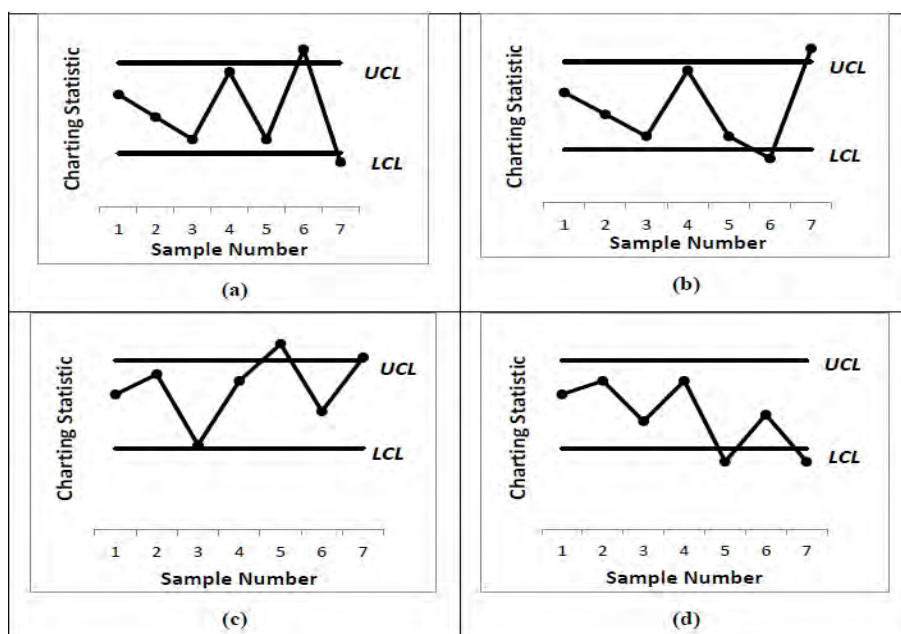 Charting Statistic
UCL
LCL
1 2 3 4 5 6 7
Sample Number
(a)
Charting Statistic
UCL
LCL
1 2 3 4 5 6 7
Sample Number
(b)
Charting Statistic
UCL
LCL
1 2 3 4 5 6 7
Sample Number
(c)
Charting Statistic
UCL
LCL
1 2 3 4 5 6 7
Sample Number
(d)